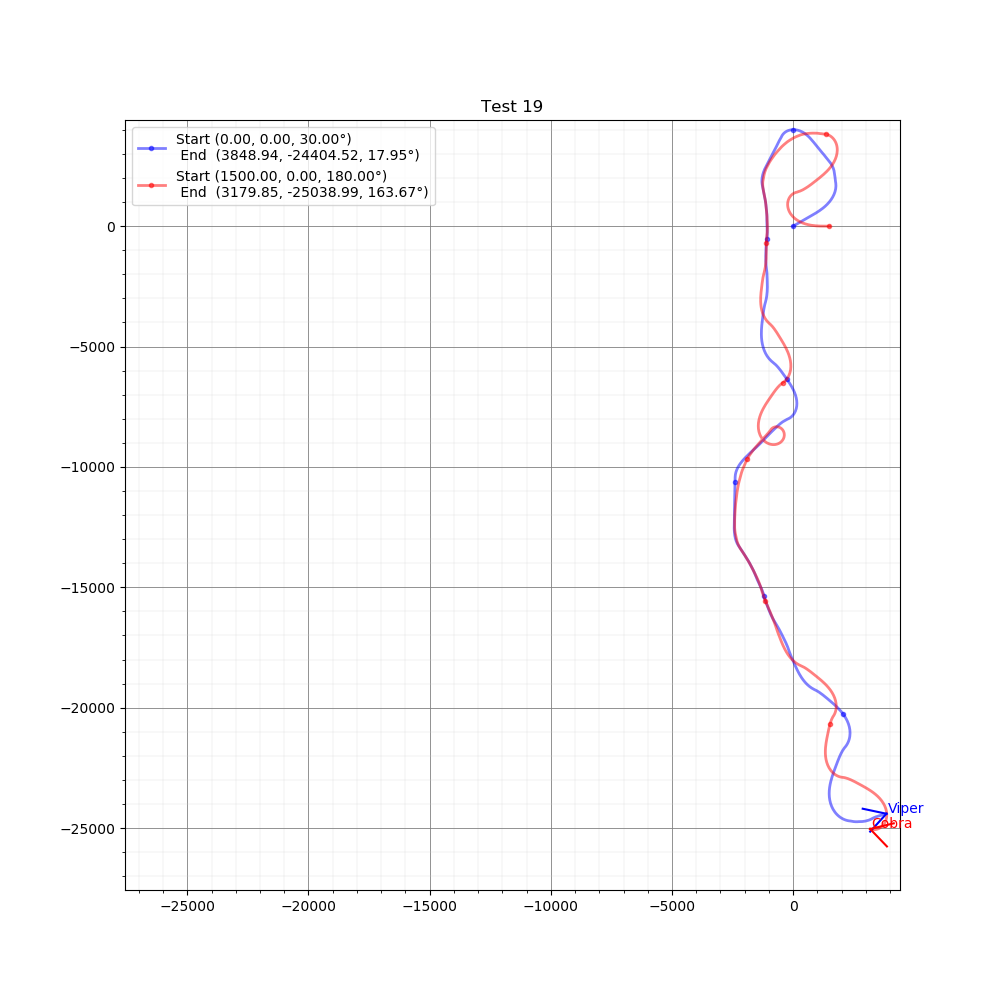 Test 19
Start (0.00, 0.00, 30.00°)
End (3848.94, -24404.52, 17.95°)
Start (1500.00, 0.00, 180.00°)
End (3179.85, -25038.99, 163.67°)
0
−5000
−10000
−15000
−20000
−25000
Viper
Cobra
−25000
−20000
−15000
−10000
−5000
0